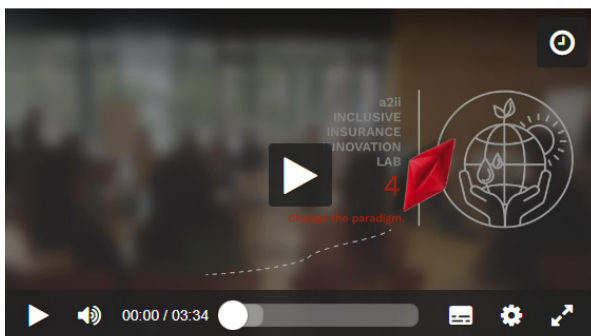 a2ii
INCLUSIVE
INSURANCE
INNOVATION
LAB
4
Change the paradigm
00:00 / 03:34